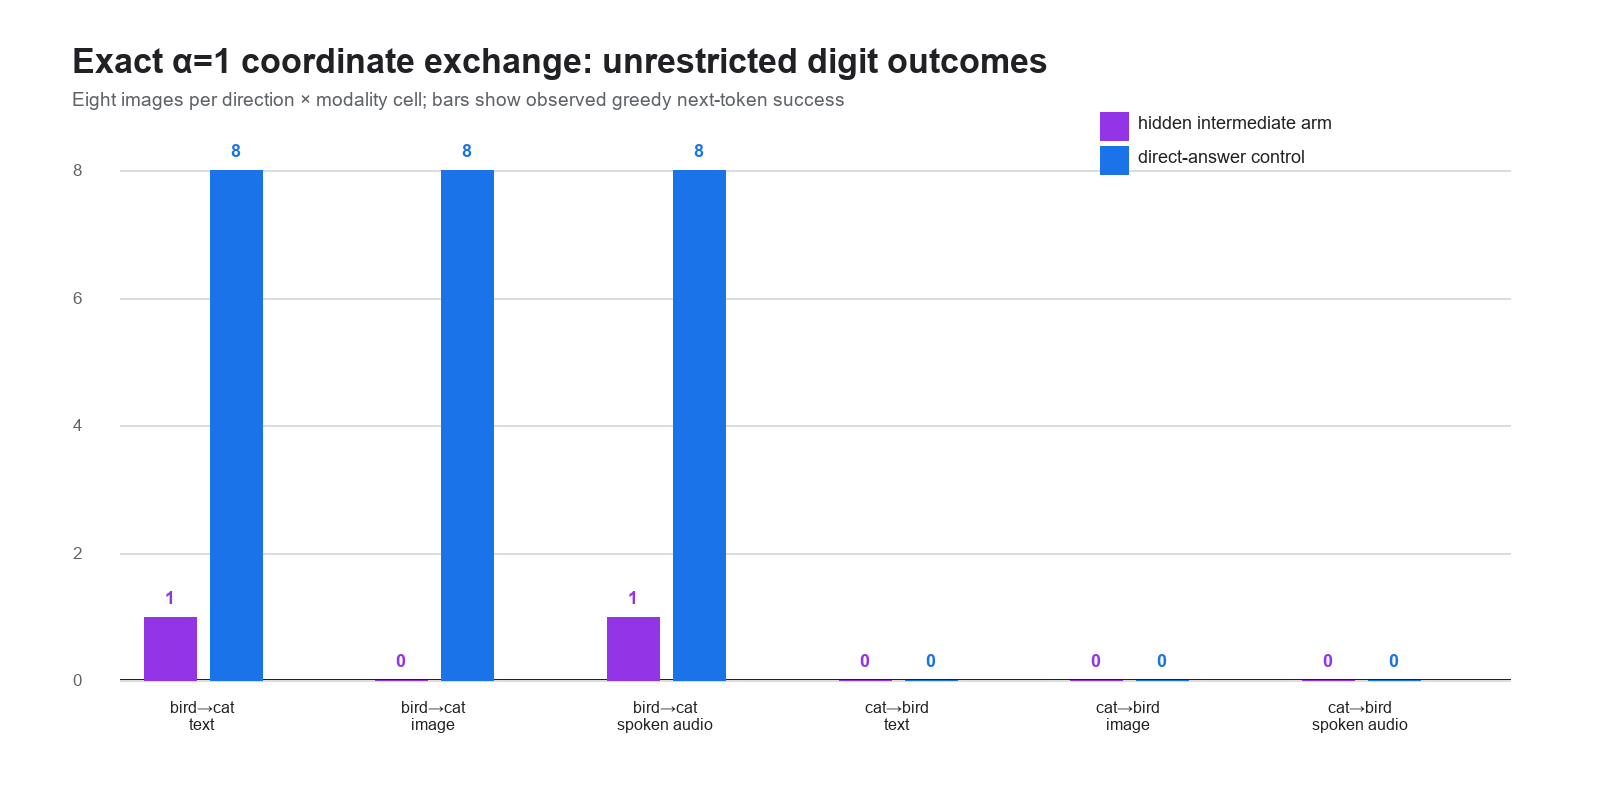 Exact α=1 coordinate exchange: unrestricted digit outcomes
Eight images per direction × modality cell; bars show observed greedy next-token success
hidden intermediate arm
direct-answer control
8
6
4
2
0
1
8
0
8
1
8
0
0
0
0
0
0
bird→cat
text
bird→cat
image
bird→cat
spoken audio
cat→bird
text
cat→bird
image
cat→bird
spoken audio